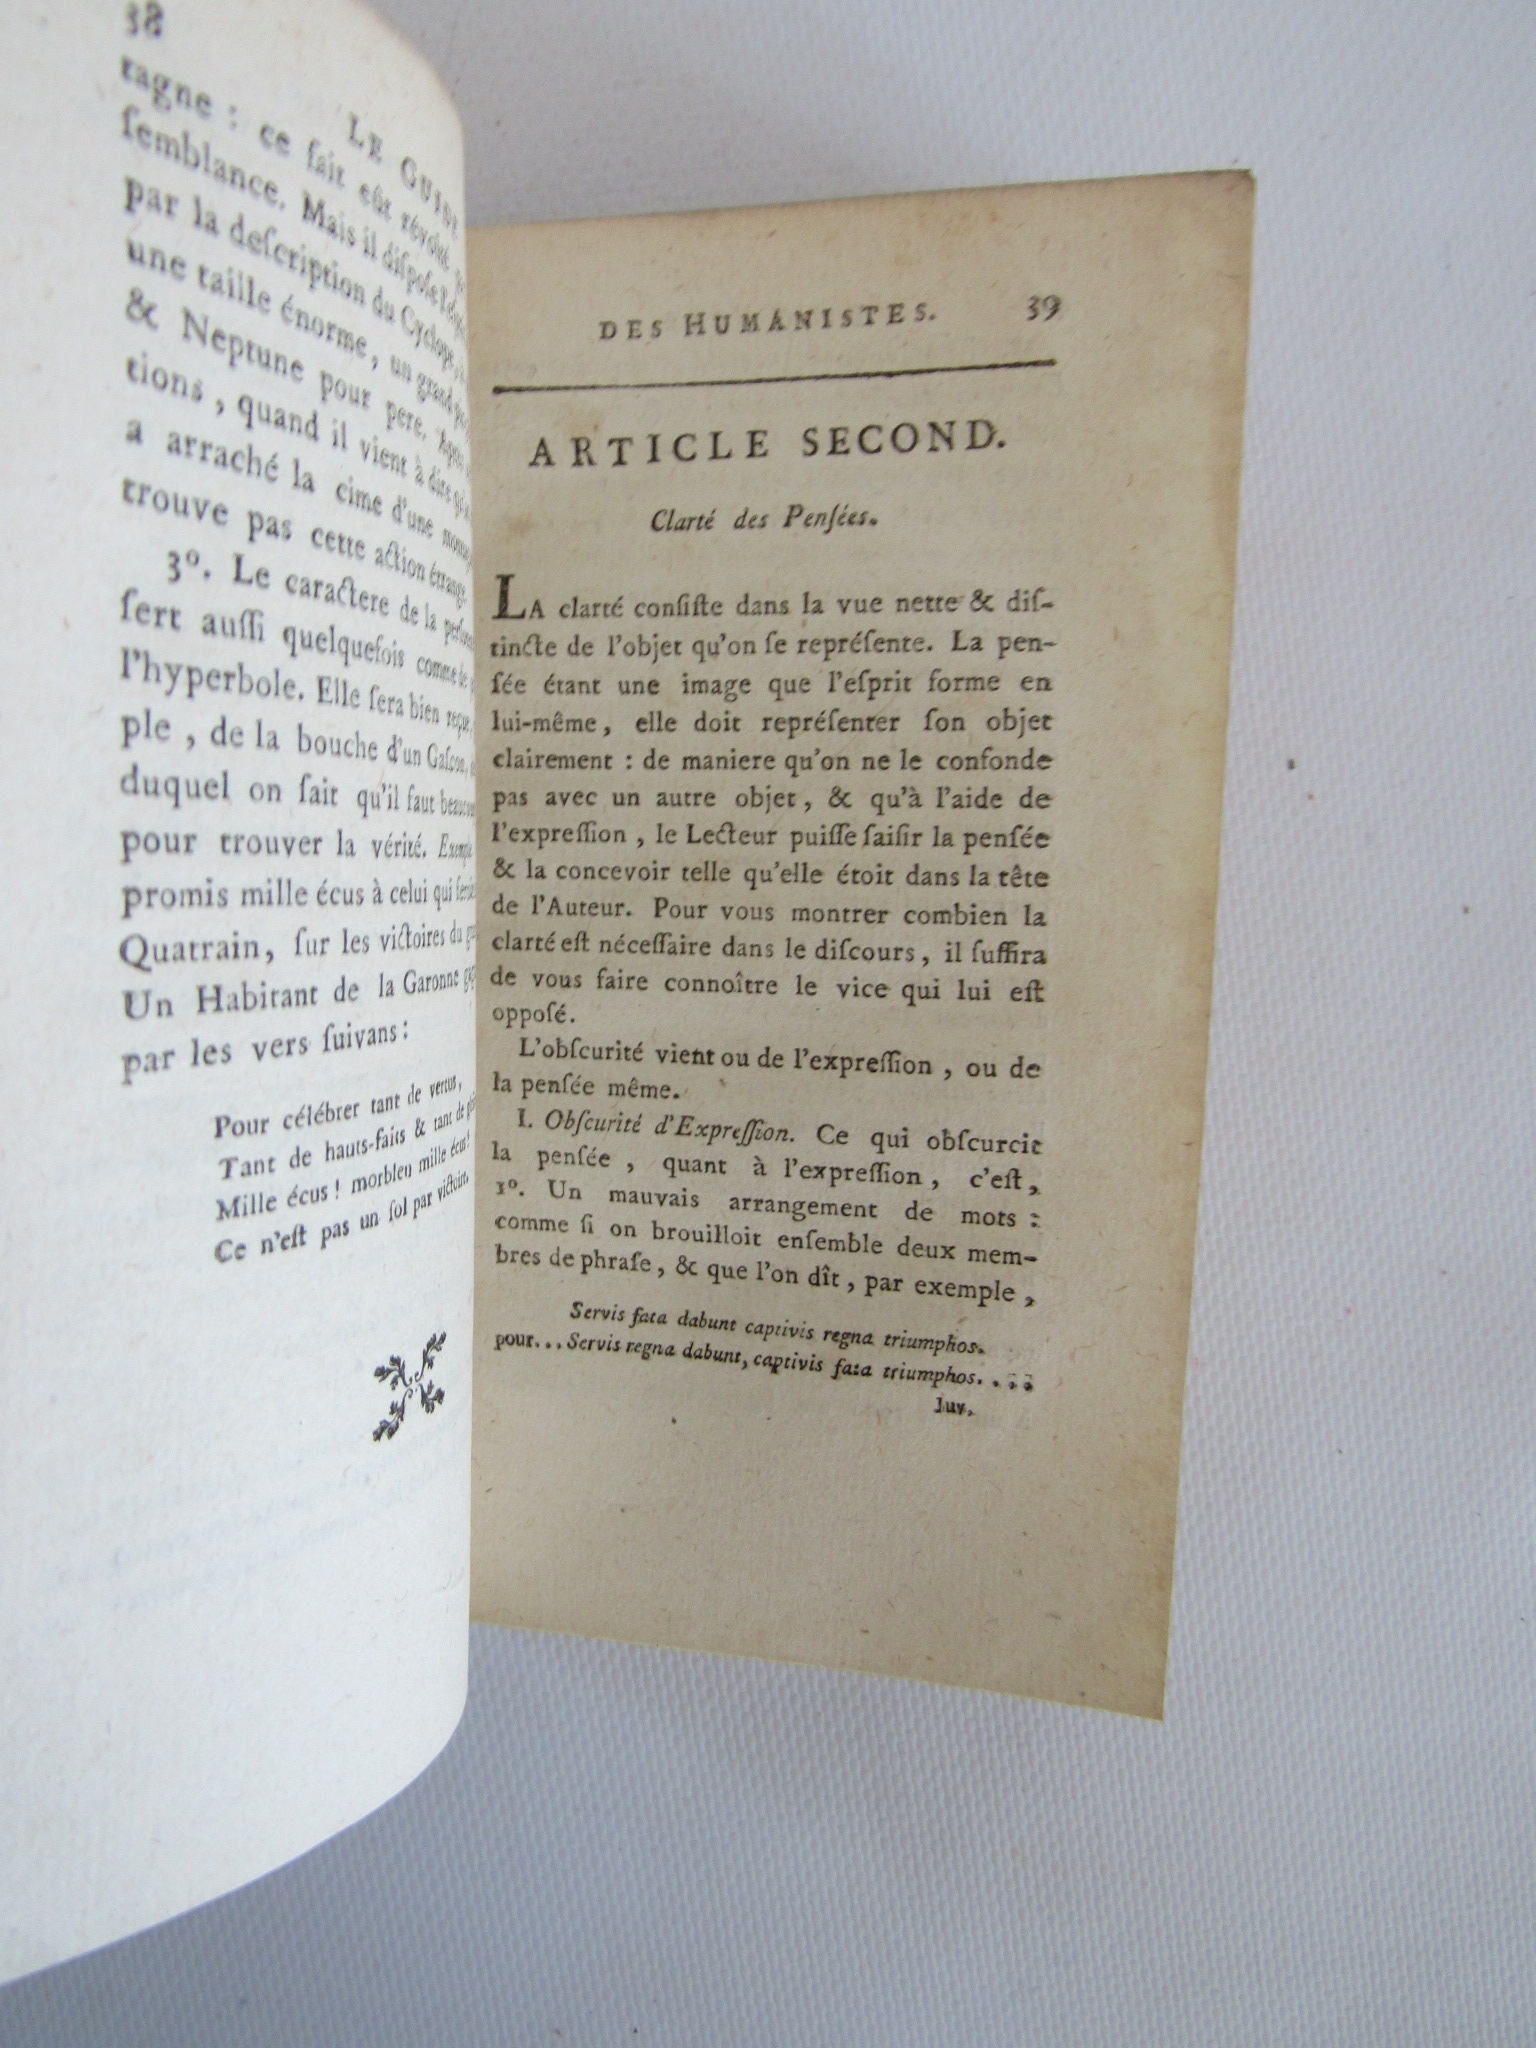 38
LE GUIDE
tagne : ce fait eût révolté
ſemblance. Mais il diſpoſe
par la deſcription du Cyclope,
une taille énorme, un grand
& Neptune pour pere. Après
tions, quand il vient à dire
a arraché la cime d'une
trouve pas cette action étrange.
3°. Le caractere de la
ſert auſſi quelquefois comme
l'hyperbole. Elle ſera bien reçue,
ple, de la bouche d'un Gaſcon,
duquel on ſait qu'il faut
pour trouver la vérité. Exemple
promis mille écus à celui qui
Quatrain, ſur les victoires du
Un Habitant de la Garonne
par les vers ſuivans :
Pour célébrer tant de vertus,
Tant de hauts-faits & tant de
Mille écus ! morbleu mille écus !
Ce n'eſt pas un ſol par victoire.
DES HUMANISTES. 39
ARTICLE SECOND.
Clarté des Penſées.
LA clarté conſiſte dans la vue nette & diſ-
tincte de l'objet qu'on ſe repréſente. La pen-
ſée étant une image que l'eſprit forme en
lui-même, elle doit repréſenter ſon objet
clairement : de maniere qu'on ne le confonde
pas avec un autre objet, & qu'à l'aide de
l'expreſſion, le Lecteur puiſſe ſaiſir la penſée
& la concevoir telle qu'elle étoit dans la tête
de l'Auteur. Pour vous montrer combien la
clarté eſt néceſſaire dans le diſcours, il ſuffira
de vous faire connoître le vice qui lui eſt
oppoſé.
L'obſcurité vient ou de l'expreſſion, ou de
la penſée même.
I. Obſcurité d'Expreſſion. Ce qui obſcurcit
la penſée, quant à l'expreſſion, c'eſt,
1°. Un mauvais arrangement de mots :
comme ſi on brouilloit enſemble deux mem-
bres de phraſe, & que l'on dît, par exemple,
Servis fata dabunt captivis regna triumphos.
pour... Servis regna dabunt, captivis fata triumphos. ...
Juv.